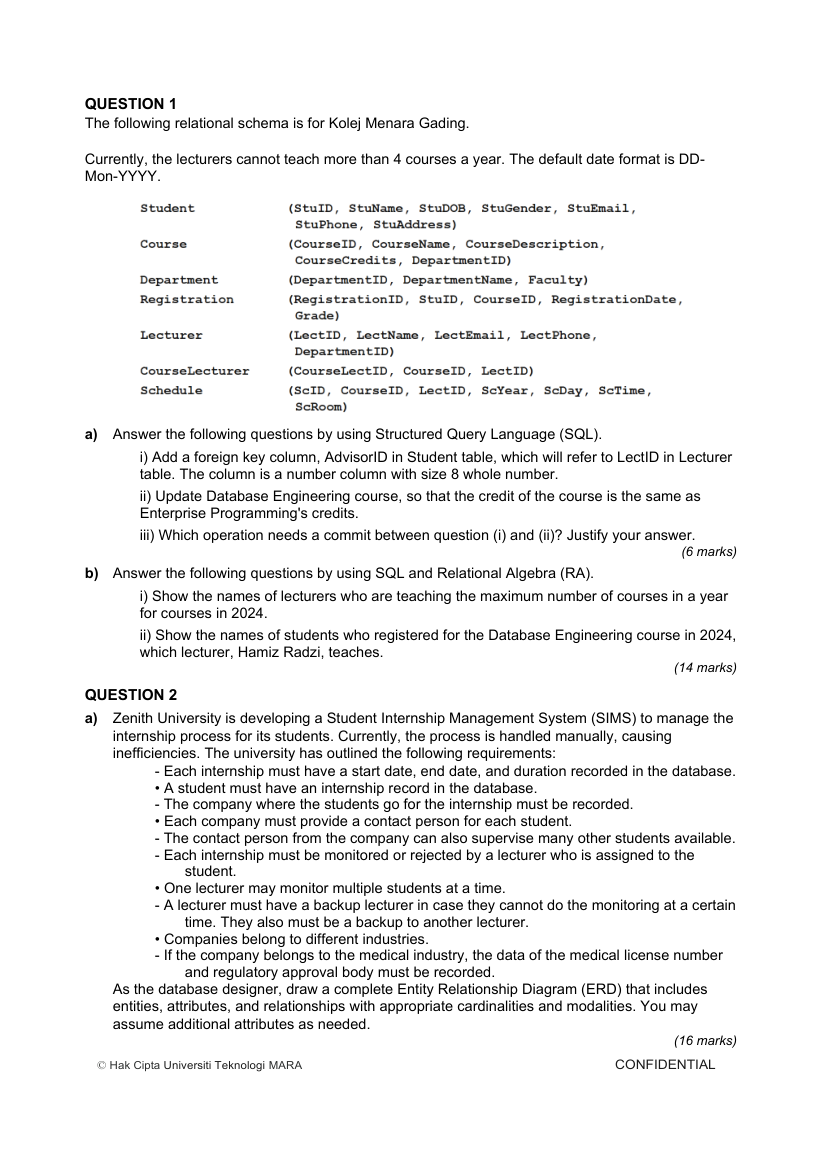 QUESTION 1
The following relational schema is for Kolej Menara Gading.
Currently, the lecturers cannot teach more than 4 courses a year. The default date format is DD-
Mon-YYYY.
Student (StuID, StuName, StuDOB, StuGender, StuEmail,
StuPhone, StuAddress)
Course (CourseID, CourseName, CourseDescription,
CourseCredits, DepartmentID)
Department (DepartmentID, DepartmentName, Faculty)
Registration (RegistrationID, StuID, CourseID, RegistrationDate,
Grade)
Lecturer (LectID, LectName, LectEmail, LectPhone,
DepartmentID)
CourseLecturer (CourseLectID, CourseID, LectID)
Schedule (ScID, CourseID, LectID, ScYear, ScDay, ScTime,
ScRoom)
a) Answer the following questions by using Structured Query Language (SQL).
i) Add a foreign key column, AdvisorID in Student table, which will refer to LectID in Lecturer
table. The column is a number column with size 8 whole number.
ii) Update Database Engineering course, so that the credit of the course is the same as
Enterprise Programming's credits.
iii) Which operation needs a commit between question (i) and (ii)? Justify your answer.
(6 marks)
b) Answer the following questions by using SQL and Relational Algebra (RA).
i) Show the names of lecturers who are teaching the maximum number of courses in a year
for courses in 2024.
ii) Show the names of students who registered for the Database Engineering course in 2024,
which lecturer, Hamiz Radzi, teaches.
(14 marks)
QUESTION 2
a) Zenith University is developing a Student Internship Management System (SIMS) to manage the
internship process for its students. Currently, the process is handled manually, causing
inefficiencies. The university has outlined the following requirements:
- Each internship must have a start date, end date, and duration recorded in the database.
• A student must have an internship record in the database.
- The company where the students go for the internship must be recorded.
• Each company must provide a contact person for each student.
- The contact person from the company can also supervise many other students available.
- Each internship must be monitored or rejected by a lecturer who is assigned to the
student.
• One lecturer may monitor multiple students at a time.
- A lecturer must have a backup lecturer in case they cannot do the monitoring at a certain
time. They also must be a backup to another lecturer.
• Companies belong to different industries.
- If the company belongs to the medical industry, the data of the medical license number
and regulatory approval body must be recorded.
As the database designer, draw a complete Entity Relationship Diagram (ERD) that includes
entities, attributes, and relationships with appropriate cardinalities and modalities. You may
assume additional attributes as needed.
(16 marks)
© Hak Cipta Universiti Teknologi MARA CONFIDENTIAL